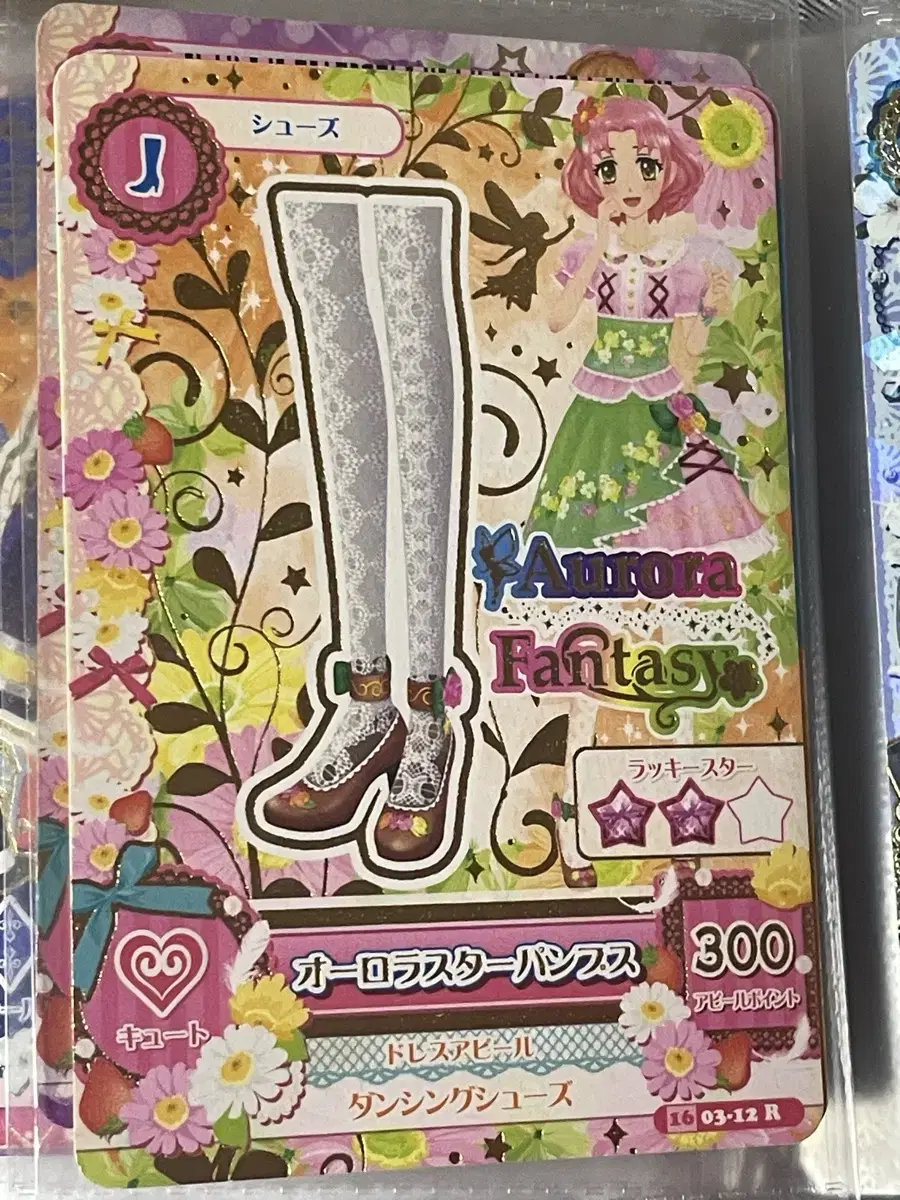 シューズ
Aurora
Fantasy
ラッキースター
オーロラスターパンプス
300
アピールポイント
キュート
ドレスアピール
ダンシングシューズ
16 03-12 R